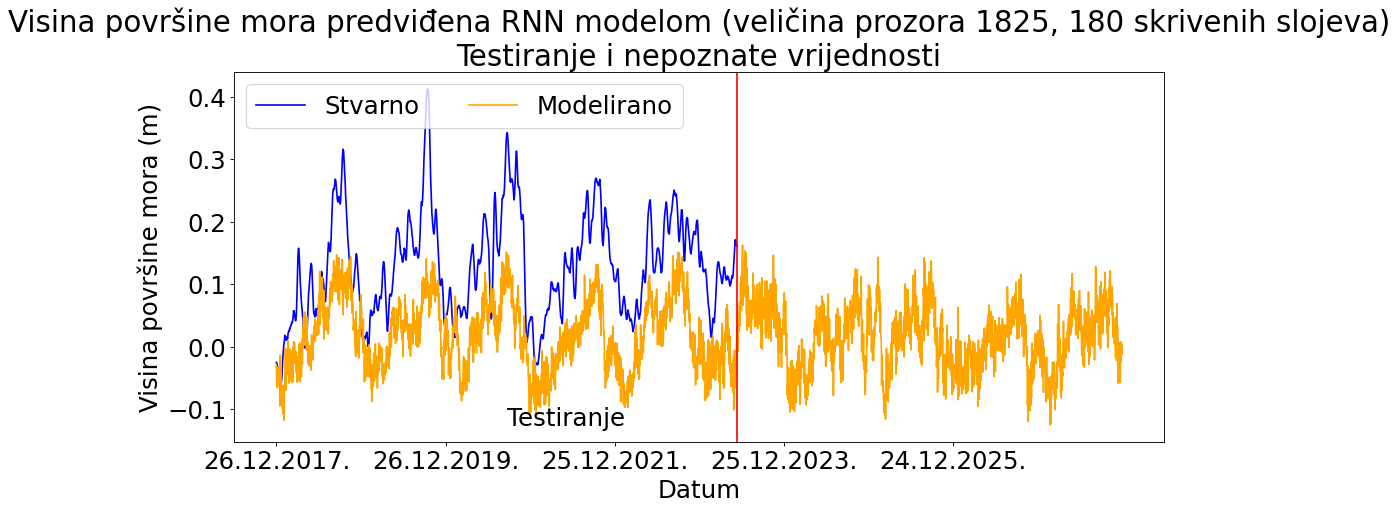 Visina površine mora predviđena RNN modelom (veličina prozora 1825, 180 skrivenih slojeva)
Testiranje i nepoznate vrijednosti
Stvarno
Modelirano
0.4
0.3
0.2
0.1
0.0
−0.1
Visina površine mora (m)
Testiranje
26.12.2017.
26.12.2019.
25.12.2021.
25.12.2023.
24.12.2025.
Datum